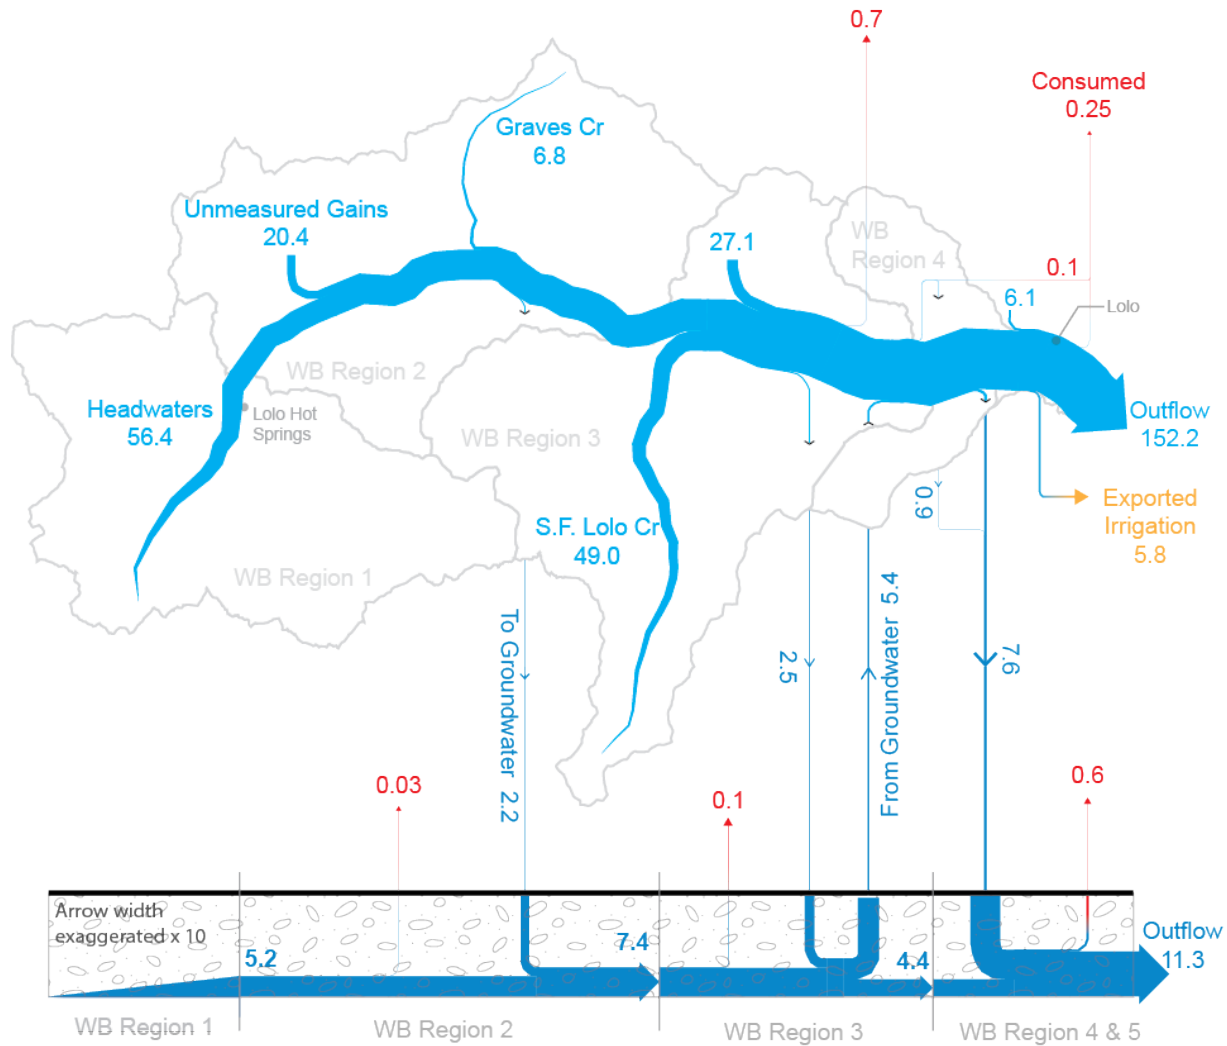 0.7
Consumed
0.25
Graves Cr
6.8
Unmeasured Gains
20.4
27.1
WB
Region 4
0.1
6.1
Lolo
WB Region 2
Headwaters
56.4
Lolo Hot
Springs
WB Region 3
Outflow
152.2
0.9
Exported
Irrigation
5.8
S.F. Lolo Cr
49.0
WB Region 1
To Groundwater 2.2
2.5
From Groundwater 5.4
7.6
0.03
0.1
0.6
Arrow width
exaggerated x 10
5.2
7.4
4.4
Outflow
11.3
WB Region 1
WB Region 2
WB Region 3
WB Region 4 & 5